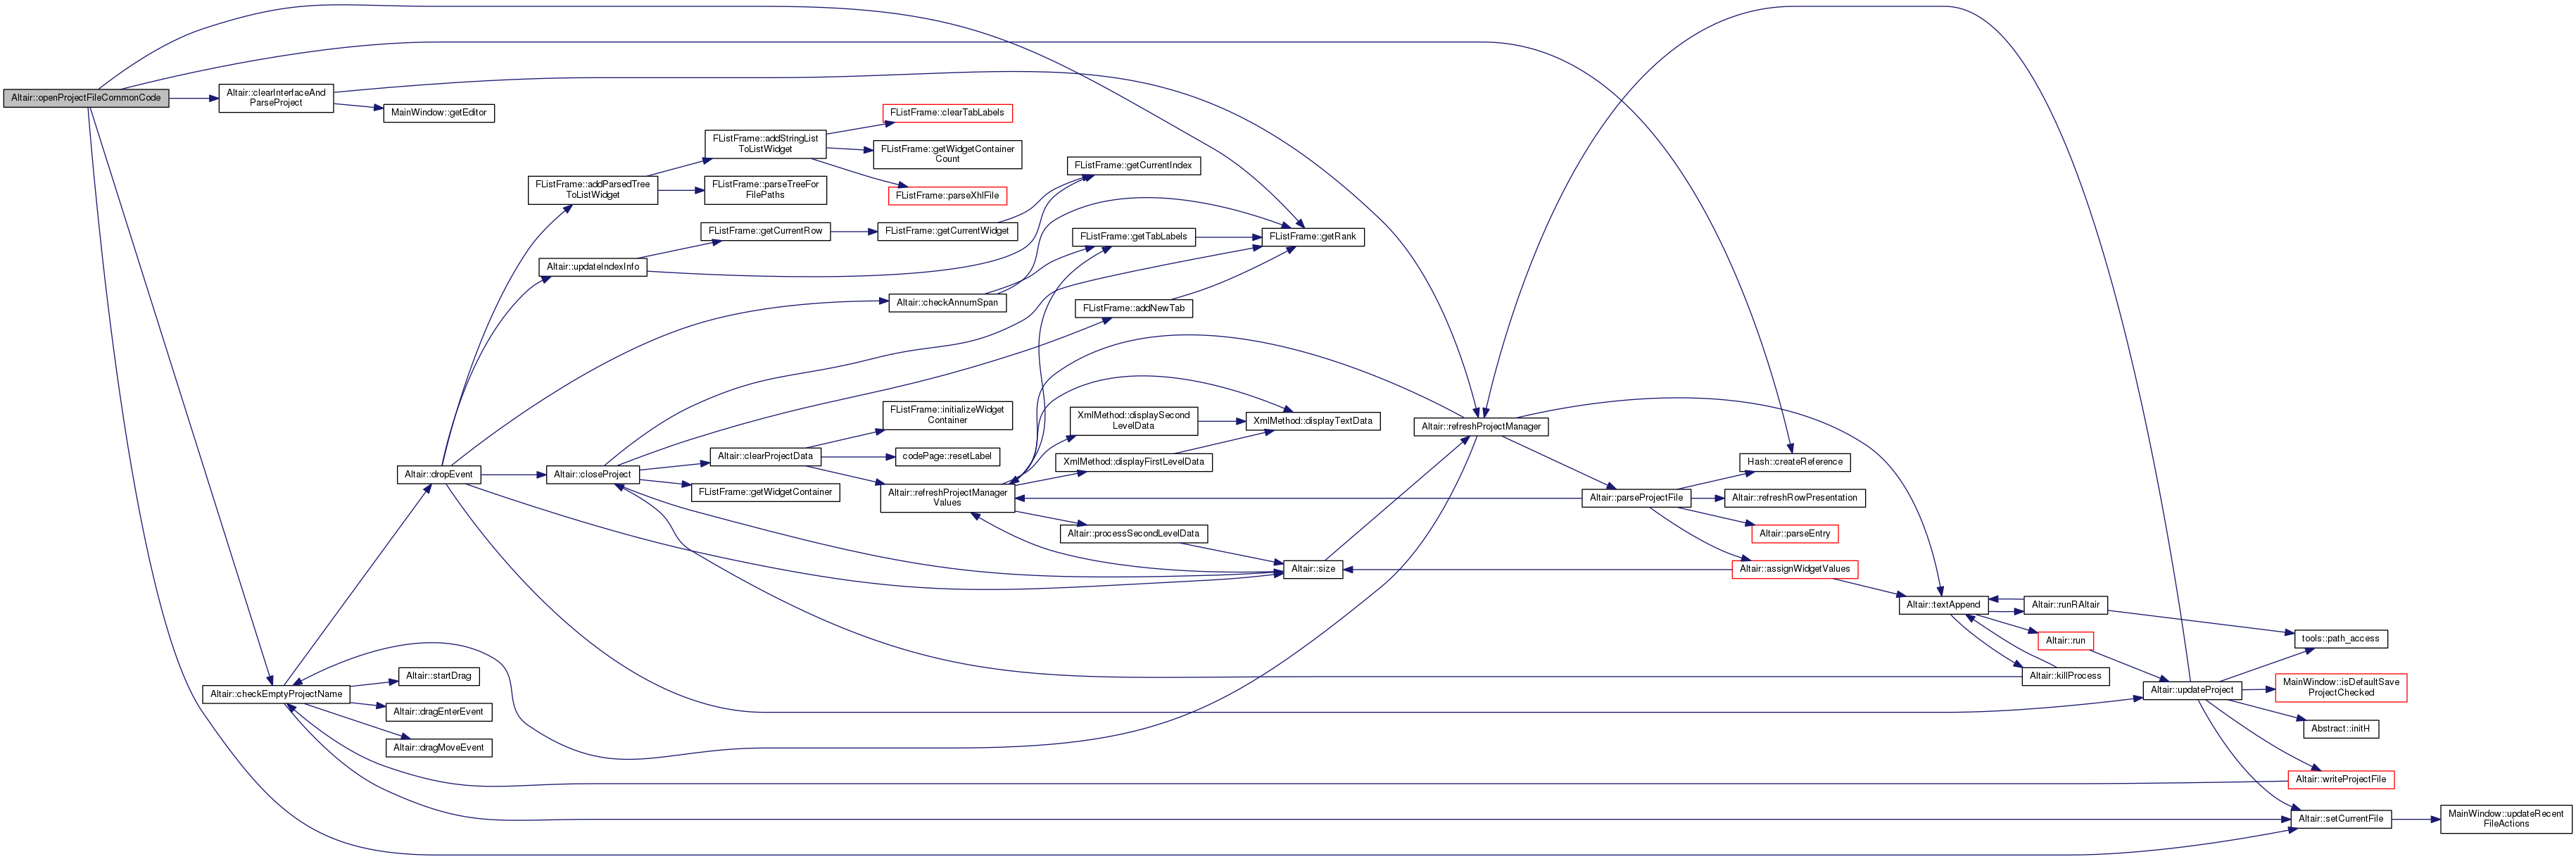 Altair::openProjectFileCommonCode
Altair::clearInterfaceAnd
ParseProject
MainWindow::getEditor
FListFrame::clearTabLabels
FListFrame::addStringList
ToListWidget
FListFrame::getWidgetContainer
Count
FListFrame::getCurrentIndex
FListFrame::addParsedTree
ToListWidget
FListFrame::parseTreeFor
FilePaths
FListFrame::parseXhlFile
FListFrame::getCurrentRow
FListFrame::getCurrentWidget
FListFrame::getTabLabels
FListFrame::getRank
Altair::updateIndexInfo
Altair::checkAnnumSpan
FListFrame::addNewTab
FListFrame::initializeWidget
Container
XmlMethod::displaySecond
LevelData
XmlMethod::displayTextData
Altair::refreshProjectManager
Altair::clearProjectData
codePage::resetLabel
XmlMethod::displayFirstLevelData
Hash::createReference
Altair::dropEvent
Altair::closeProject
FListFrame::getWidgetContainer
Altair::refreshProjectManager
Values
Altair::parseProjectFile
Altair::refreshRowPresentation
Altair::processSecondLevelData
Altair::parseEntry
Altair::size
Altair::assignWidgetValues
Altair::textAppend
Altair::runRAltair
Altair::run
tools::path_access
Altair::startDrag
Altair::killProcess
Altair::checkEmptyProjectName
Altair::updateProject
MainWindow::isDefaultSave
ProjectChecked
Altair::dragEnterEvent
Abstract::initH
Altair::dragMoveEvent
Altair::writeProjectFile
Altair::setCurrentFile
MainWindow::updateRecent
FileActions